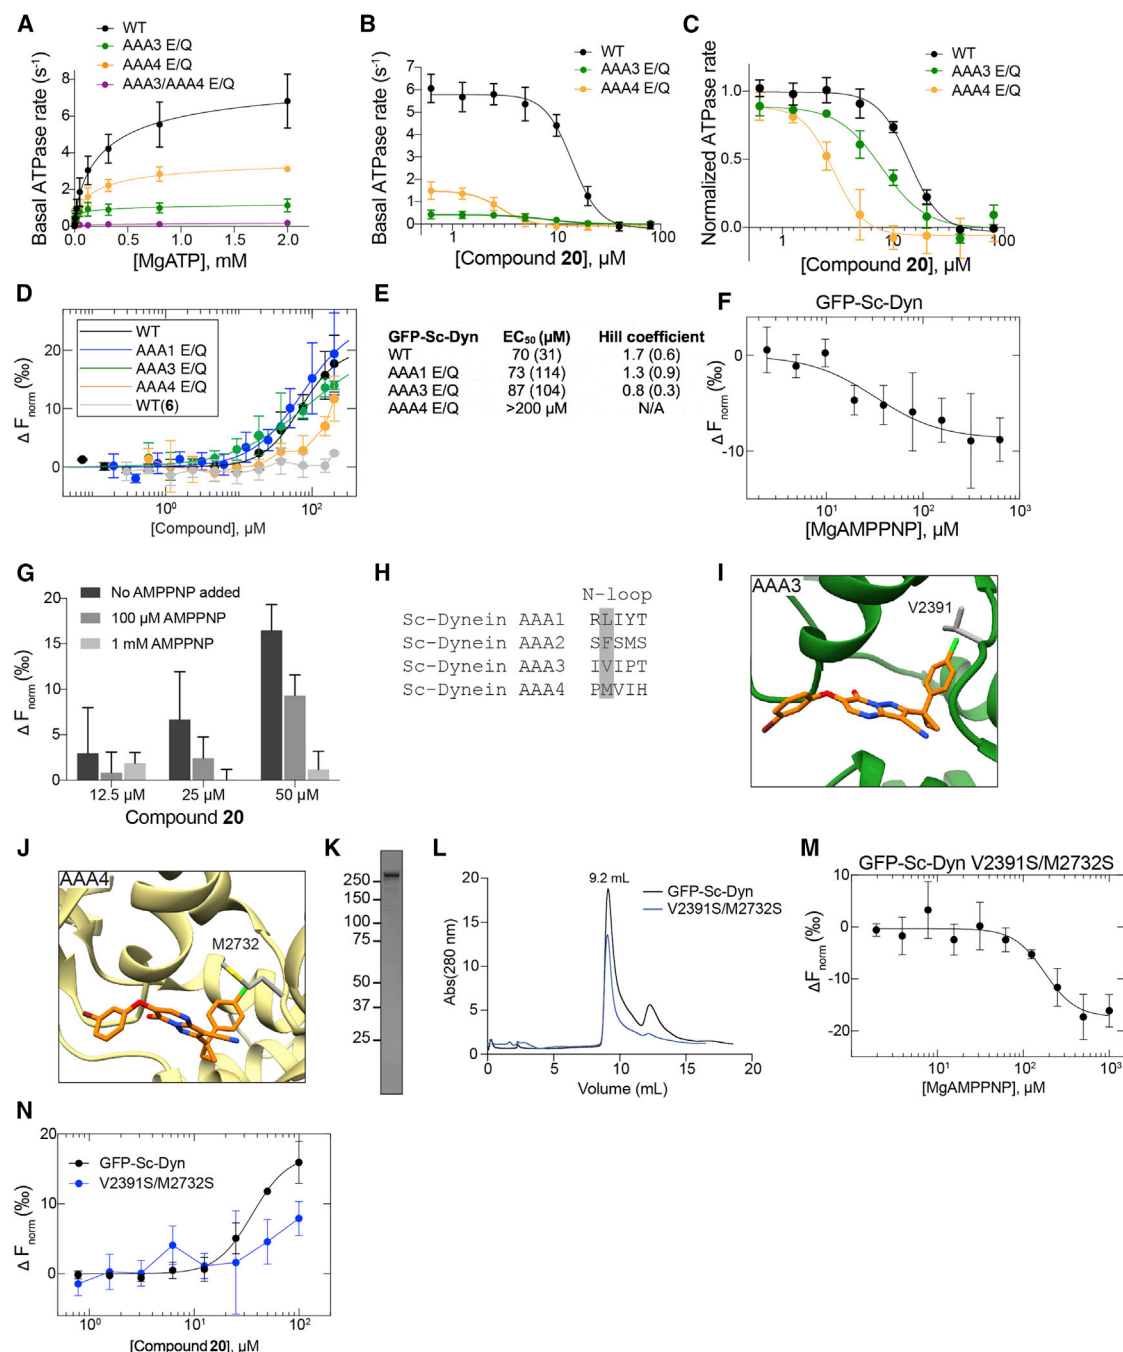 A
WT
AAA3 E/Q
AAA4 E/Q
AAA3/AAA4 E/Q
Basal ATPase rate (s⁻¹)
8
6
4
2
0
0.0 0.5 1.0 1.5 2.0
[MgATP], mM
B
WT
AAA3 E/Q
AAA4 E/Q
Basal ATPase rate (s⁻¹)
7
6
5
4
3
2
1
0
1 10 100
[Compound 20], µM
C
WT
AAA3 E/Q
AAA4 E/Q
Normalized ATPase rate
1.0
0.5
0.0
1 10 100
[Compound 20], µM
D
WT
AAA1 E/Q
AAA3 E/Q
AAA4 E/Q
WT(6)
Δ Fnorm (‰)
20
10
0
10⁰ 10²
[Compound], µM
E
GFP-Sc-Dyn EC₅₀ (µM) Hill coefficient
WT 70 (31) 1.7 (0.6)
AAA1 E/Q 73 (114) 1.3 (0.9)
AAA3 E/Q 87 (104) 0.8 (0.3)
AAA4 E/Q >200 µM N/A
F
GFP-Sc-Dyn
Δ Fnorm (‰)
0
-10
10¹ 10² 10³
[MgAMPPNP], µM
G
No AMPPNP added
100 µM AMPPNP
1 mM AMPPNP
Δ Fnorm (‰)
20
15
10
5
0
12.5 µM 25 µM 50 µM
Compound 20
H
N-loop
Sc-Dynein AAA1 RLIYT
Sc-Dynein AAA2 SFSMS
Sc-Dynein AAA3 IVIPT
Sc-Dynein AAA4 PMVIH
I
AAA3
V2391
J
AAA4
M2732
K
250
150
100
75
50
37
25
L
9.2 mL
GFP-Sc-Dyn
V2391S/M2732S
Abs(280 nm)
20
15
10
5
0
0 5 10 15 20
Volume (mL)
M
GFP-Sc-Dyn V2391S/M2732S
ΔFnorm (‰)
10
0
-10
-20
10¹ 10² 10³
[MgAMPPNP], µM
N
GFP-Sc-Dyn
V2391S/M2732S
Δ Fnorm (‰)
20
10
0
10⁰ 10¹ 10²
[Compound 20], µM